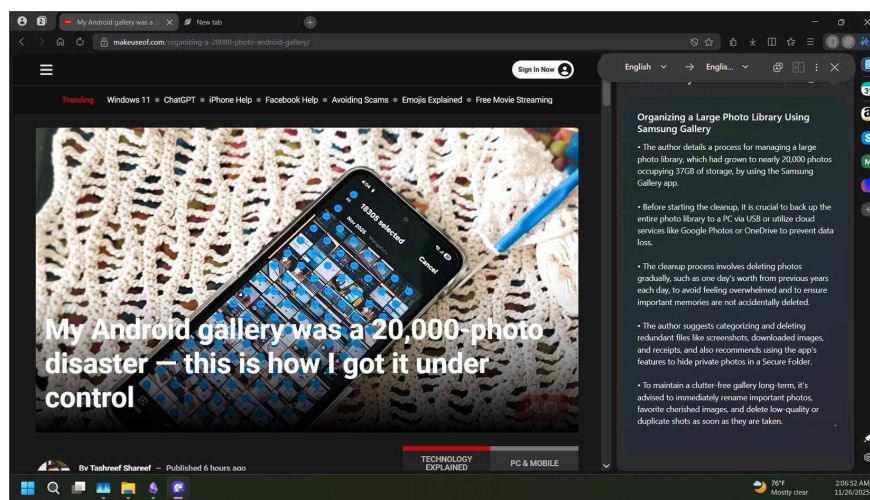 2
My Android gallery was a 2
New tab
makeuseof.com/organizing-a-20000-photo-android-gallery/
Sign In Now
English
Englis...
Trending
Windows 11
ChatGPT
iPhone Help
Facebook Help
Avoiding Scams
Emojis Explained
Free Movie Streaming
6:04
All
18305 selected
Nov 2025
Cancel
My Android gallery was a 20,000-photo
disaster — this is how I got it under
control
MUO
By Tashreef Shareef – Published 6 hours ago
TECHNOLOGY
EXPLAINED
PC & MOBILE
Organizing a Large Photo Library Using
Samsung Gallery
• The author details a process for managing a large
photo library, which had grown to nearly 20,000 photos
occupying 37GB of storage, by using the Samsung
Gallery app.
• Before starting the cleanup, it is crucial to back up the
entire photo library to a PC via USB or utilize cloud
services like Google Photos or OneDrive to prevent data
loss.
• The cleanup process involves deleting photos
gradually, such as one day's worth from previous years
each day, to avoid feeling overwhelmed and to ensure
important memories are not accidentally deleted.
• The author suggests categorizing and deleting
redundant files like screenshots, downloaded images,
and receipts, and also recommends using the app's
features to hide private photos in a Secure Folder.
• To maintain a clutter-free gallery long-term, it's
advised to immediately rename important photos,
favorite cherished images, and delete low-quality or
duplicate shots as soon as they are taken.
31
a
S
M
76°F
Mostly clear
2:06:52 AM
11/26/2025